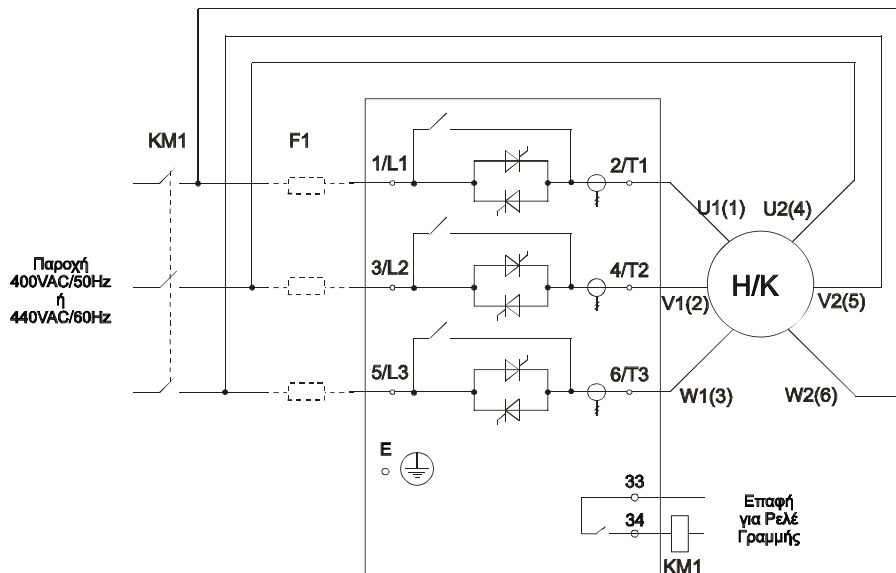 KM1
F1
1/L1
2/T1
U1(1)
U2(4)
Παροχή
400VAC/50Hz
ή
440VAC/60Hz
3/L2
4/T2
V1(2)
Η/Κ
V2(5)
5/L3
6/T3
W1(3)
W2(6)
E
33
34
KM1
Επαφή
για Ρελέ
Γραμμής